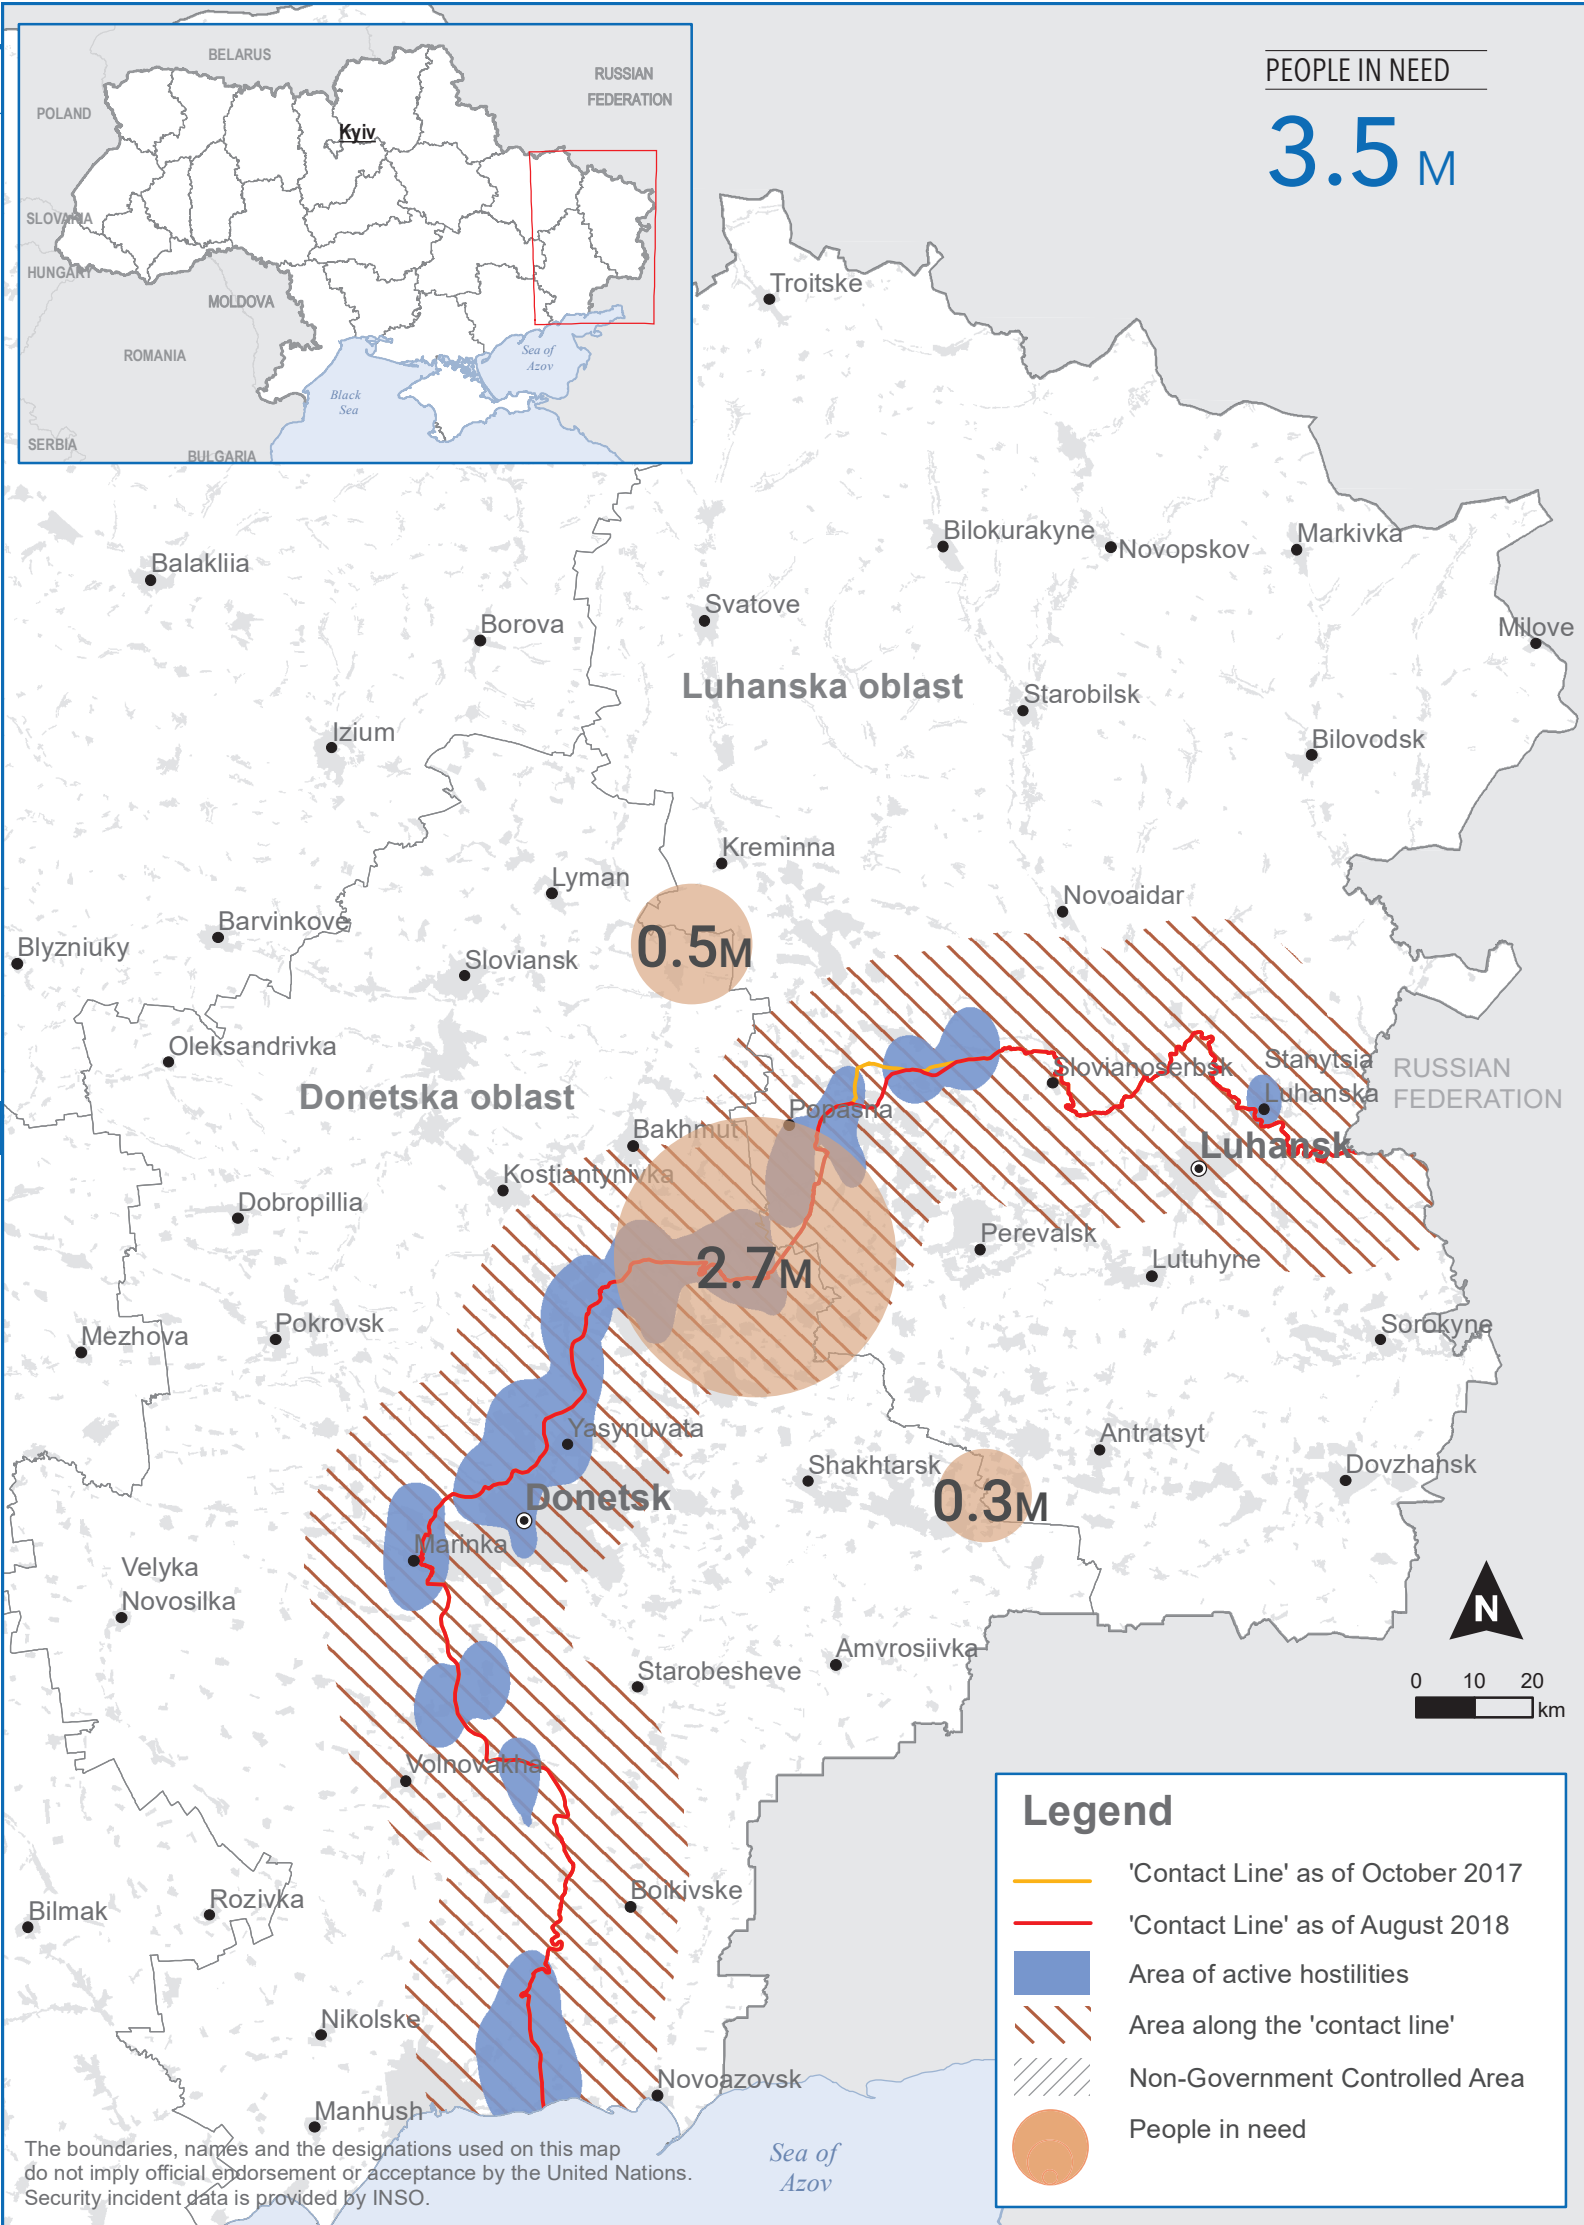 BELARUS
RUSSIAN
FEDERATION
POLAND
Kyiv
SLOVAKIA
HUNGARY
MOLDOVA
ROMANIA
Sea of
Azov
Black
Sea
SERBIA
BULGARIA
PEOPLE IN NEED
3.5 M
Troitske
Bilokurakyne
Novopskov
Markivka
Balakliia
Svatove
Borova
Milove
Luhanska oblast
Starobilsk
Izium
Bilovodsk
Kreminna
Lyman
Novoaidar
Barvinkove
Blyzniuky
0.5M
Sloviansk
Oleksandrivka
Slovianoserbsk
Stanytsia
Luhanska
RUSSIAN
FEDERATION
Donetska oblast
Popasna
Bakhmut
Luhansk
Kostiantynivka
Dobropillia
Perevalsk
Lutuhyne
2.7M
Mezhova
Pokrovsk
Sorokyne
Yasynuvata
Antratsyt
Shakhtarsk
Dovzhansk
Donetsk
0.3M
Marinka
Velyka
Novosilka
N
Amvrosiivka
Starobesheve
0 10 20
km
Volnovakha
Boikivske
Rozivka
Bilmak
Nikolske
Novoazovsk
Manhush
Sea of
Azov
Legend
'Contact Line' as of October 2017
'Contact Line' as of August 2018
Area of active hostilities
Area along the 'contact line'
Non-Government Controlled Area
People in need
The boundaries, names and the designations used on this map
do not imply official endorsement or acceptance by the United Nations.
Security incident data is provided by INSO.